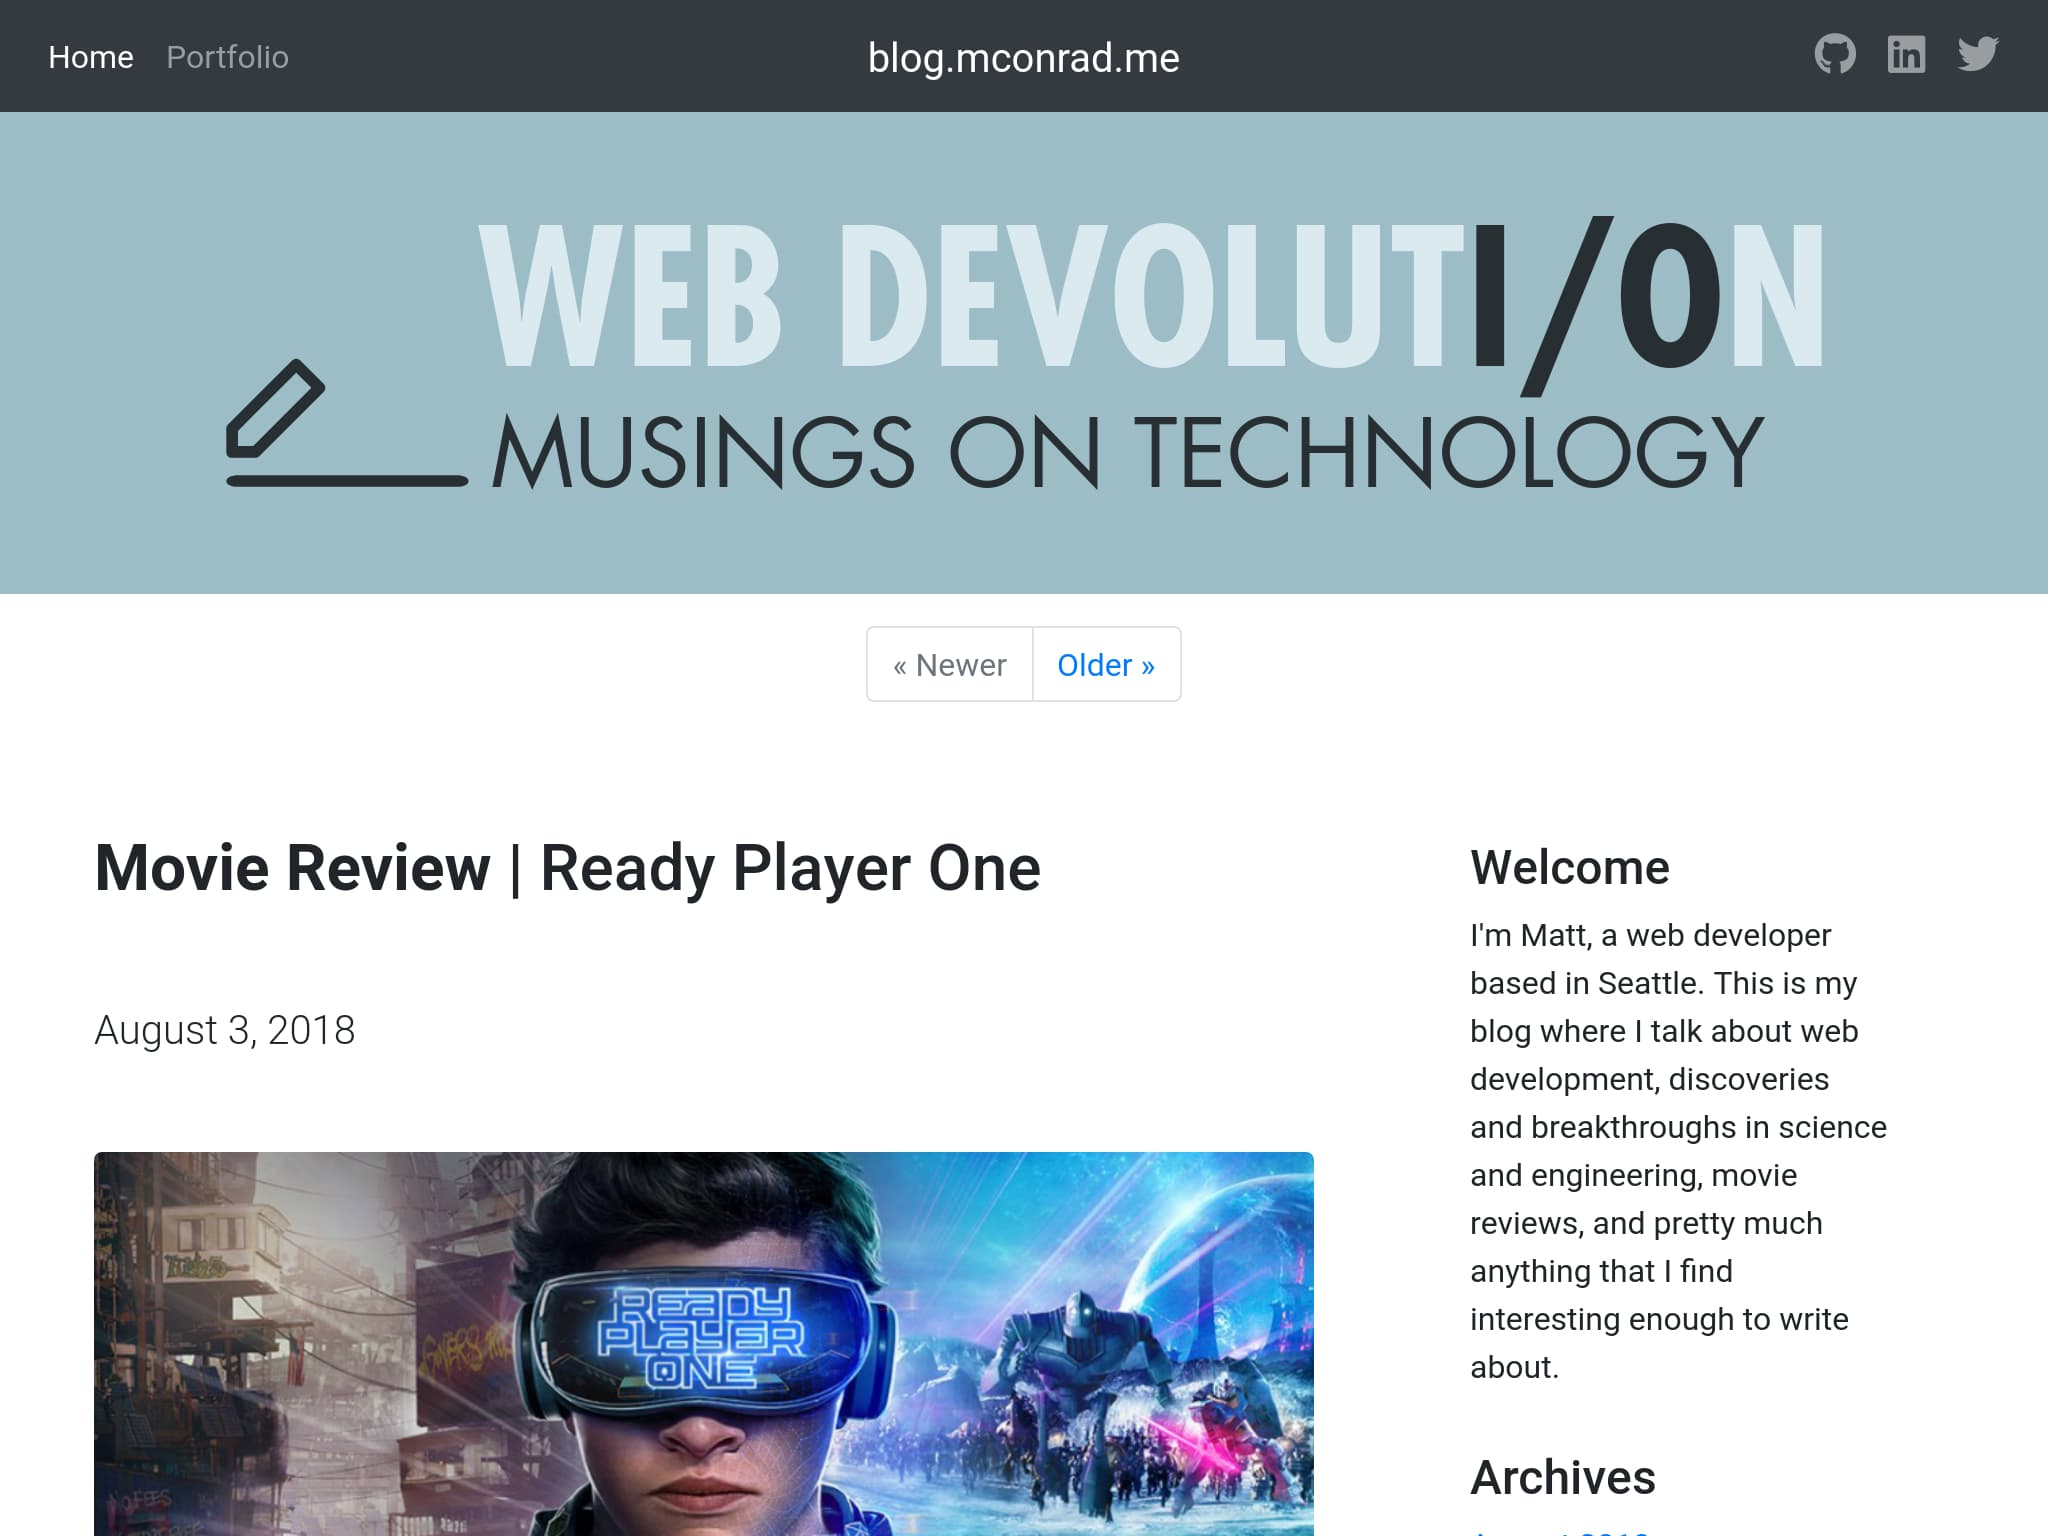 Home Portfolio blog.mconrad.me
WEB DEVOLUTI/ON
MUSINGS ON TECHNOLOGY
« Newer Older »
Movie Review | Ready Player One
August 3, 2018
READY
PLAYER
ONE
Welcome
I'm Matt, a web developer
based in Seattle. This is my
blog where I talk about web
development, discoveries
and breakthroughs in science
and engineering, movie
reviews, and pretty much
anything that I find
interesting enough to write
about.
Archives